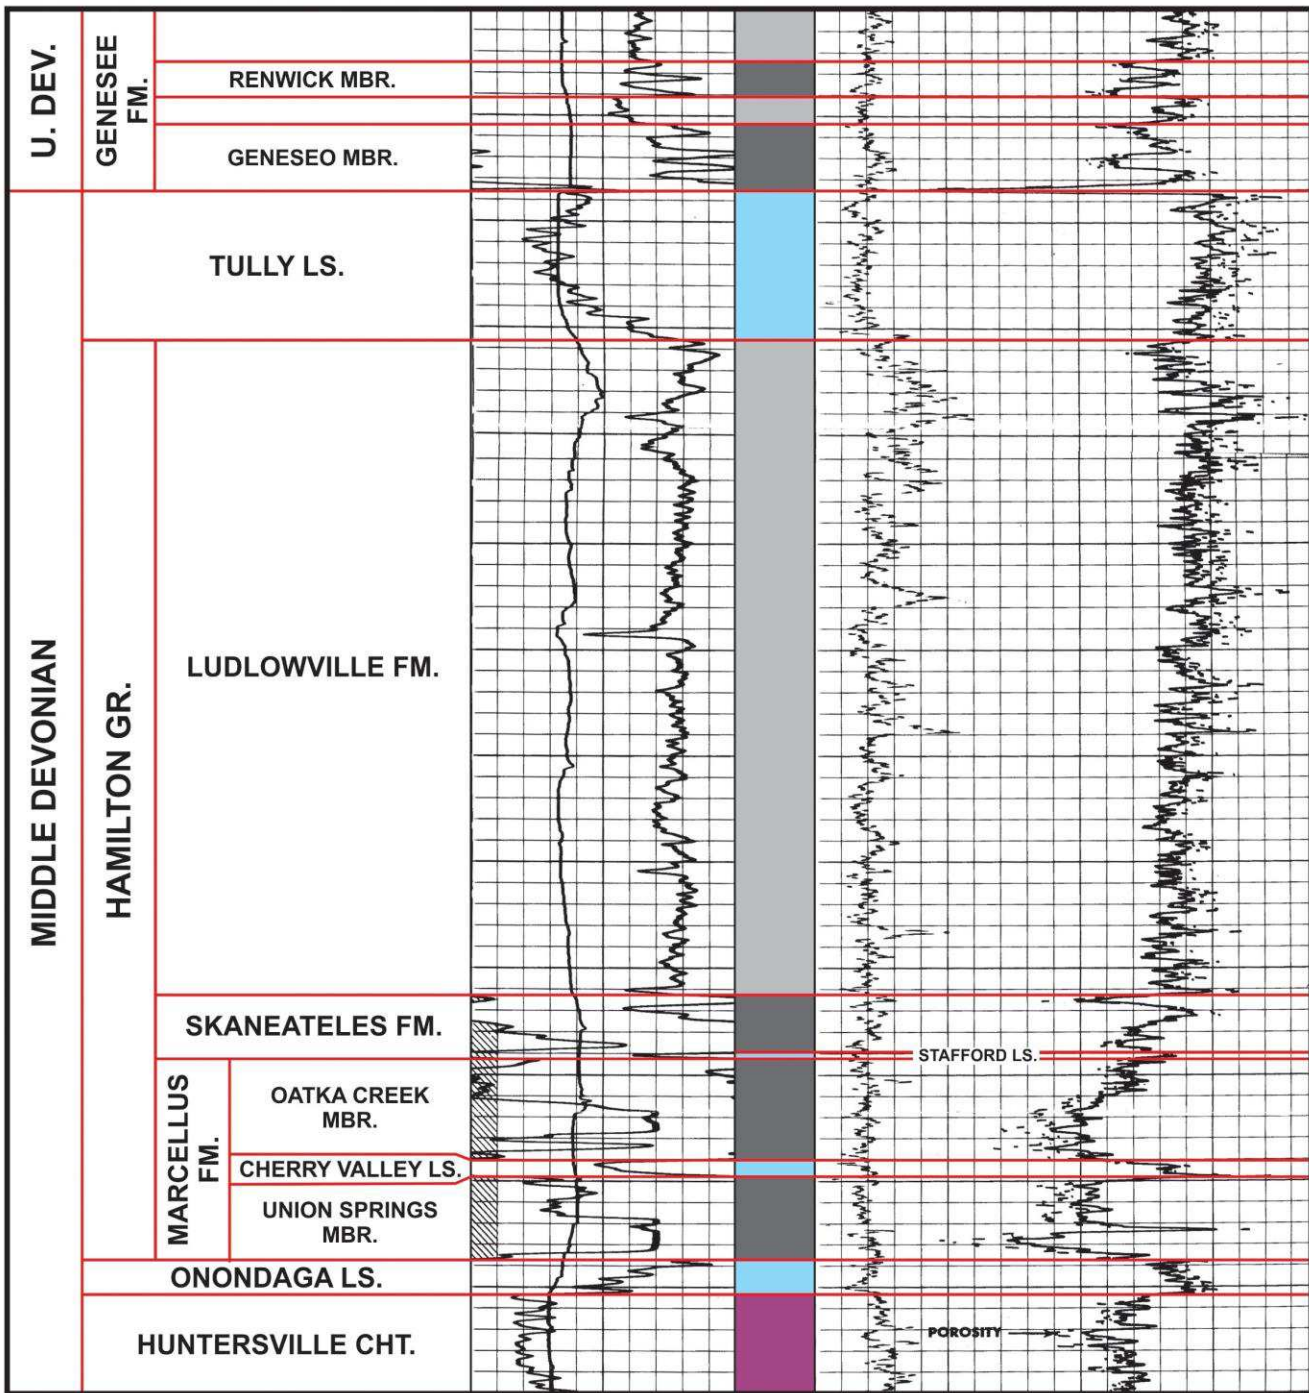 U. DEV.
GENESEE
FM.
RENWICK MBR.
GENESEO MBR.
MIDDLE DEVONIAN
TULLY LS.
HAMILTON GR.
LUDLOWVILLE FM.
SKANEATELES FM.
STAFFORD LS.
MARCELLUS
FM.
OATKA CREEK
MBR.
CHERRY VALLEY LS.
UNION SPRINGS
MBR.
ONONDAGA LS.
HUNTERSVILLE CHT.
POROSITY